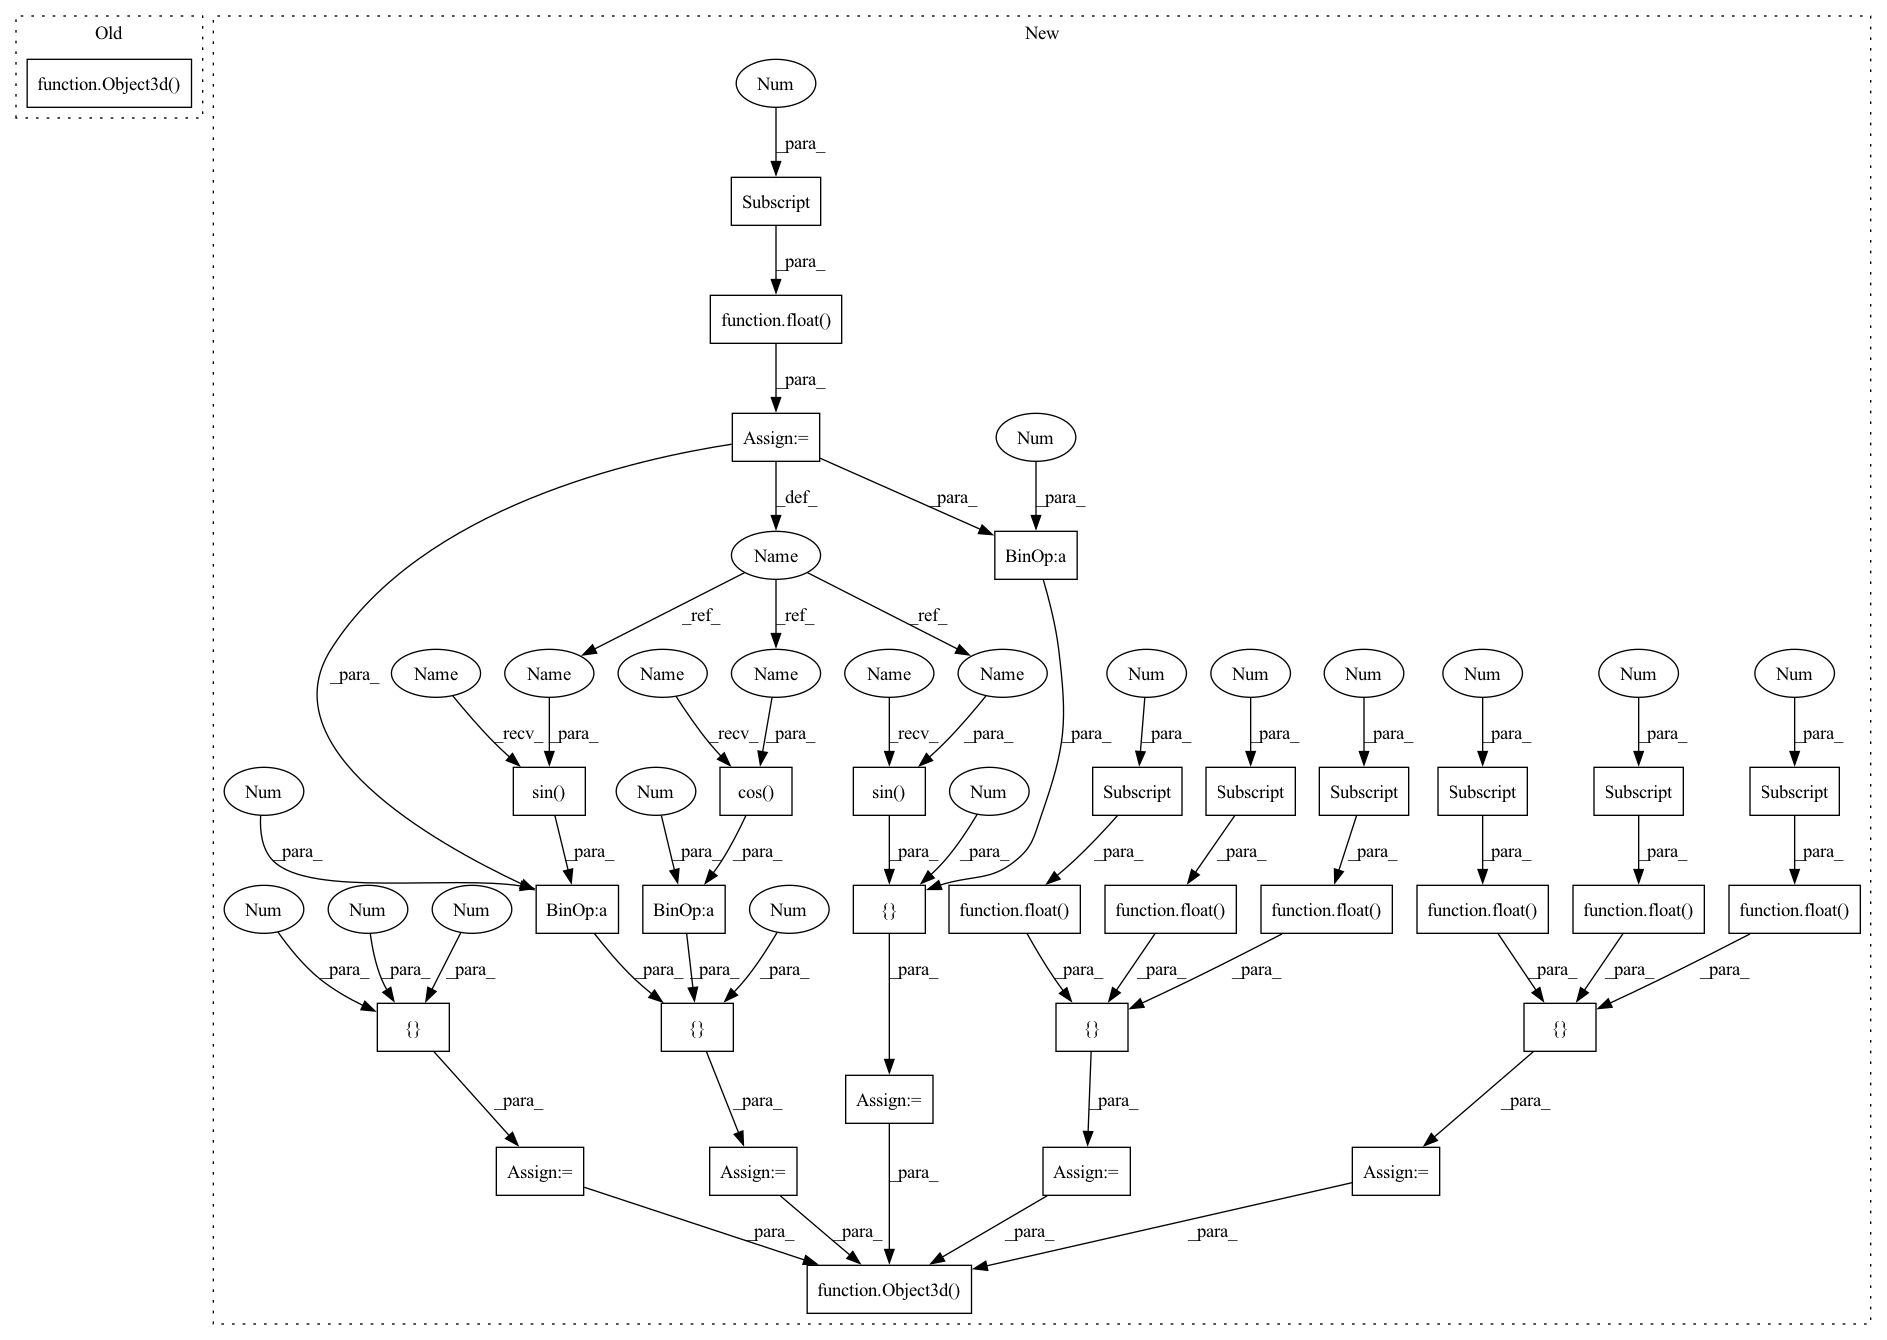 Old
New
function.Object3d()
Num
_para_
Subscript
_para_
function.float()
_para_
Assign:=
Num
_def_
_para_
_para_
Name
BinOp:a
_ref_
_ref_
_ref_
_para_
Name
Name
Name
Name
Name
Name
Num
Num
Num
Num
Num
Num
_recv_
_para_
_recv_
_para_
_recv_
_para_
_para_
_para_
_para_
_para_
_para_
_para_
_para_
Num
sin()
Num
cos()
sin()
Num
Subscript
Subscript
Subscript
Subscript
Subscript
Subscript
_para_
_para_
_para_
_para_
_para_
_para_
_para_
_para_
_para_
_para_
_para_
_para_
Num
Num
Num
BinOp:a
BinOp:a
Num
{}
function.float()
function.float()
function.float()
function.float()
function.float()
function.float()
_para_
_para_
_para_
_para_
_para_
_para_
_para_
_para_
_para_
_para_
_para_
_para_
_para_
{}
{}
{}
{}
_para_
_para_
Assign:=
_para_
_para_
Assign:=
Assign:=
_para_
Assign:=
Assign:=
_para_
_para_
_para_
_para_
function.Object3d()